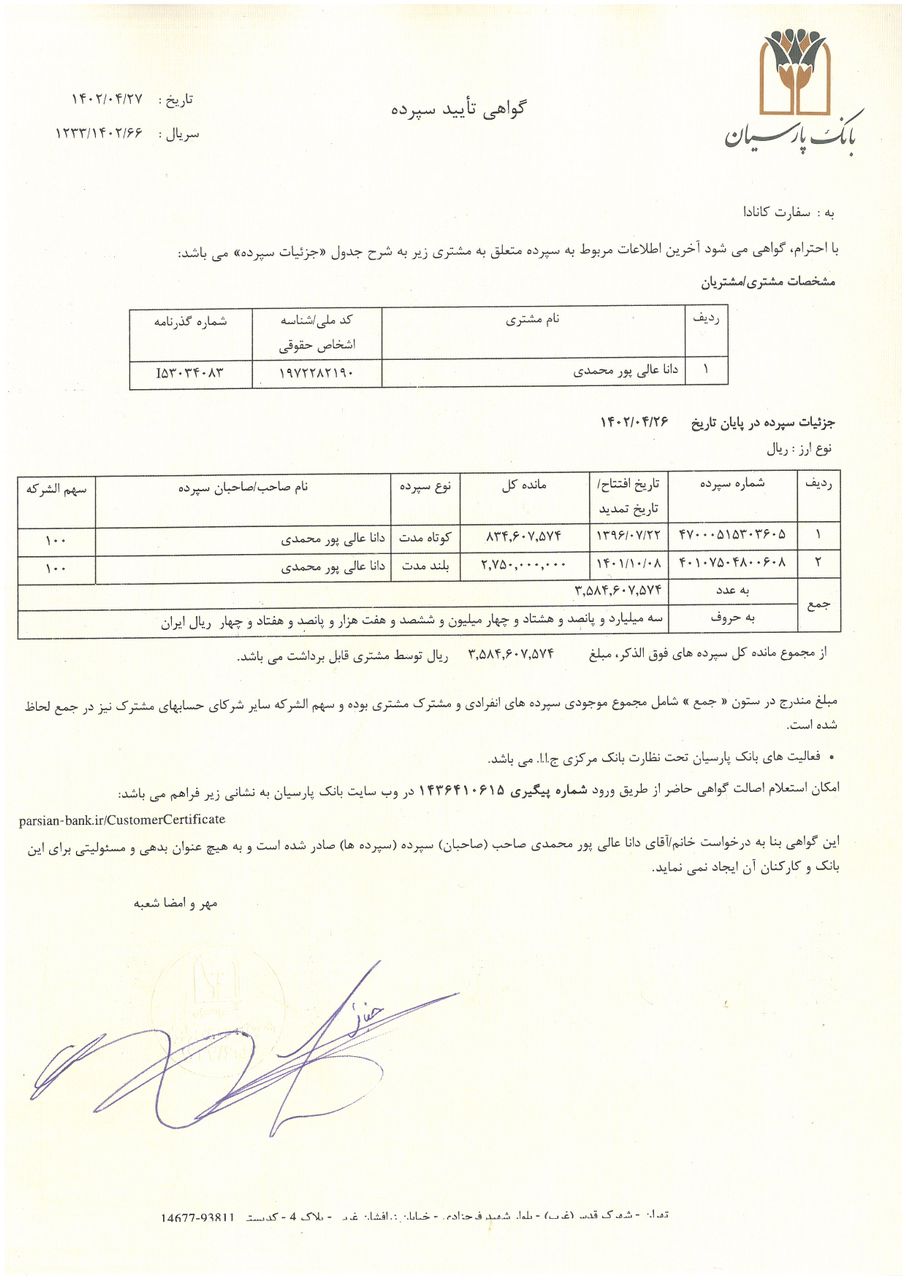 بانک پارسیان
گواهی تأیید سپرده
تاریخ : ۱۴۰۲/۰۴/۲۷
سریال : ۱۲۳۳/۱۴۰۲/۶۶
به : سفارت کانادا
با احترام، گواهی می شود آخرین اطلاعات مربوط به سپرده متعلق به مشتری زیر به شرح جدول «جزئیات سپرده» می باشد:
مشخصات مشتری/مشتریان
ردیف نام مشتری کد ملی/شناسه اشخاص حقوقی شماره گذرنامه
۱ دانا عالی پور محمدی ۱۹۷۲۲۸۲۱۹۰ I۵۳۰۳۴۰۸۳
جزئیات سپرده در پایان تاریخ ۱۴۰۲/۰۴/۲۶
نوع ارز : ریال
ردیف شماره سپرده تاریخ افتتاح/ تاریخ تمدید مانده کل نوع سپرده نام صاحب/صاحبان سپرده سهم الشرکه
۱ ۴۷۰۰۰۵۱۵۳۰۳۶۰۵ ۱۳۹۶/۰۷/۲۲ ۸۳۴,۶۰۷,۵۷۴ کوتاه مدت دانا عالی پور محمدی ۱۰۰
۲ ۴۰۱۰۷۵۰۴۸۰۰۶۰۸ ۱۴۰۱/۱۰/۰۸ ۲,۷۵۰,۰۰۰,۰۰۰ بلند مدت دانا عالی پور محمدی ۱۰۰
جمع به عدد ۳,۵۸۴,۶۰۷,۵۷۴
به حروف سه میلیارد و پانصد و هشتاد و چهار میلیون و ششصد و هفت هزار و پانصد و هفتاد و چهار ریال ایران
از مجموع مانده کل سپرده های فوق الذکر، مبلغ ۳,۵۸۴,۶۰۷,۵۷۴ ریال توسط مشتری قابل برداشت می باشد.
مبلغ مندرج در ستون « جمع » شامل مجموع موجودی سپرده های انفرادی و مشترک مشتری بوده و سهم الشرکه سایر شرکای حسابهای مشترک نیز در جمع لحاظ
شده است.
• فعالیت های بانک پارسیان تحت نظارت بانک مرکزی ج.ا.ا. می باشد.
امکان استعلام اصالت گواهی حاضر از طریق ورود شماره پیگیری ۱۴۳۶۴۱۰۶۱۵ در وب سایت بانک پارسیان به نشانی زیر فراهم می باشد:
parsian-bank.ir/CustomerCertificate
این گواهی بنا به درخواست خانم/آقای دانا عالی پور محمدی صاحب (صاحبان) سپرده (سپرده ها) صادر شده است و به هیچ عنوان بدهی و مسئولیتی برای این
بانک و کارکنان آن ایجاد نمی نماید.
مهر و امضا شعبه
تهران - شهرک قدس (غرب) - بلوار شهید فرحزادی - خیابان زرافشان غربی - پلاک 4 - کدپستی 14677-93811